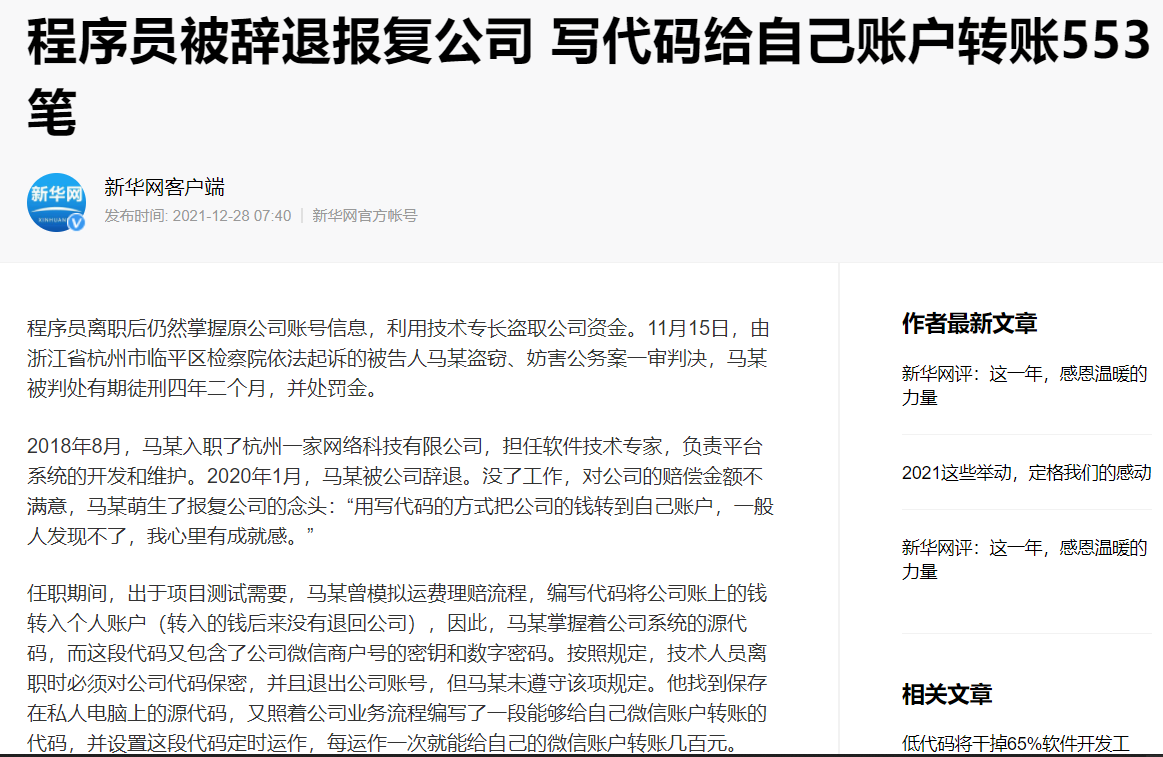 程序员被辞退报复公司 写代码给自己账户转账553
笔
新华网
XINHUAN
新华网客户端
发布时间: 2021-12-28 07:40 | 新华网官方帐号
程序员离职后仍然掌握原公司账号信息，利用技术专长盗取公司资金。11月15日，由
浙江省杭州市临平区检察院依法起诉的被告人马某盗窃、妨害公务案一审判决，马某
被判处有期徒刑四年二个月，并处罚金。
2018年8月，马某入职了杭州一家网络科技有限公司，担任软件技术专家，负责平台
系统的开发和维护。2020年1月，马某被公司辞退。没了工作，对公司的赔偿金额不
满意，马某萌生了报复公司的念头：“用写代码的方式把公司的钱转到自己账户，一般
人发现不了，我心里有成就感。”
任职期间，出于项目测试需要，马某曾模拟运费理赔流程，编写代码将公司账上的钱
转入个人账户（转入的钱后来没有退回公司），因此，马某掌握着公司系统的源代
码，而这段代码又包含了公司微信商户号的密钥和数字密码。按照规定，技术人员离
职时必须对公司代码保密，并且退出公司账号，但马某未遵守该项规定。他找到保存
在私人电脑上的源代码，又照着公司业务流程编写了一段能够给自己微信账户转账的
代码，并设置这段代码定时运作，每运作一次就能给自己的微信账户转账几百元。
作者最新文章
新华网评：这一年，感恩温暖的
力量
2021这些举动，定格我们的感动
新华网评：这一年，感恩温暖的
力量
相关文章
低代码将干掉65%软件开发工